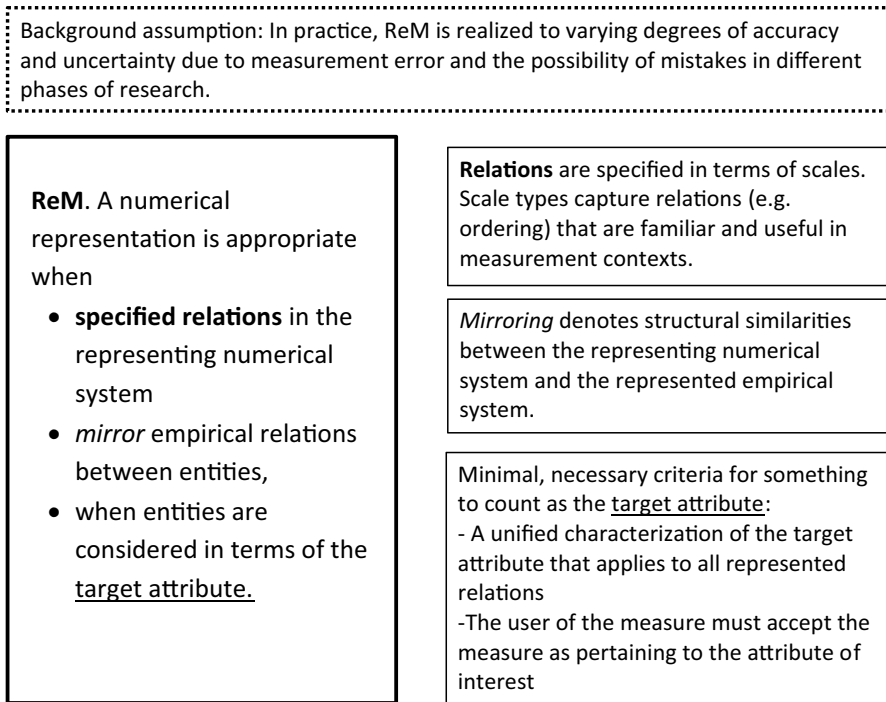 Background assumption: In practice, ReM is realized to varying degrees of accuracy
and uncertainty due to measurement error and the possibility of mistakes in different
phases of research.
ReM. A numerical
representation is appropriate
when
• specified relations in the
representing numerical
system
• mirror empirical relations
between entities,
• when entities are
considered in terms of the
target attribute.
Relations are specified in terms of scales.
Scale types capture relations (e.g.
ordering) that are familiar and useful in
measurement contexts.
Mirroring denotes structural similarities
between the representing numerical
system and the represented empirical
system.
Minimal, necessary criteria for something
to count as the target attribute:
- A unified characterization of the target
attribute that applies to all represented
relations
-The user of the measure must accept the
measure as pertaining to the attribute of
interest